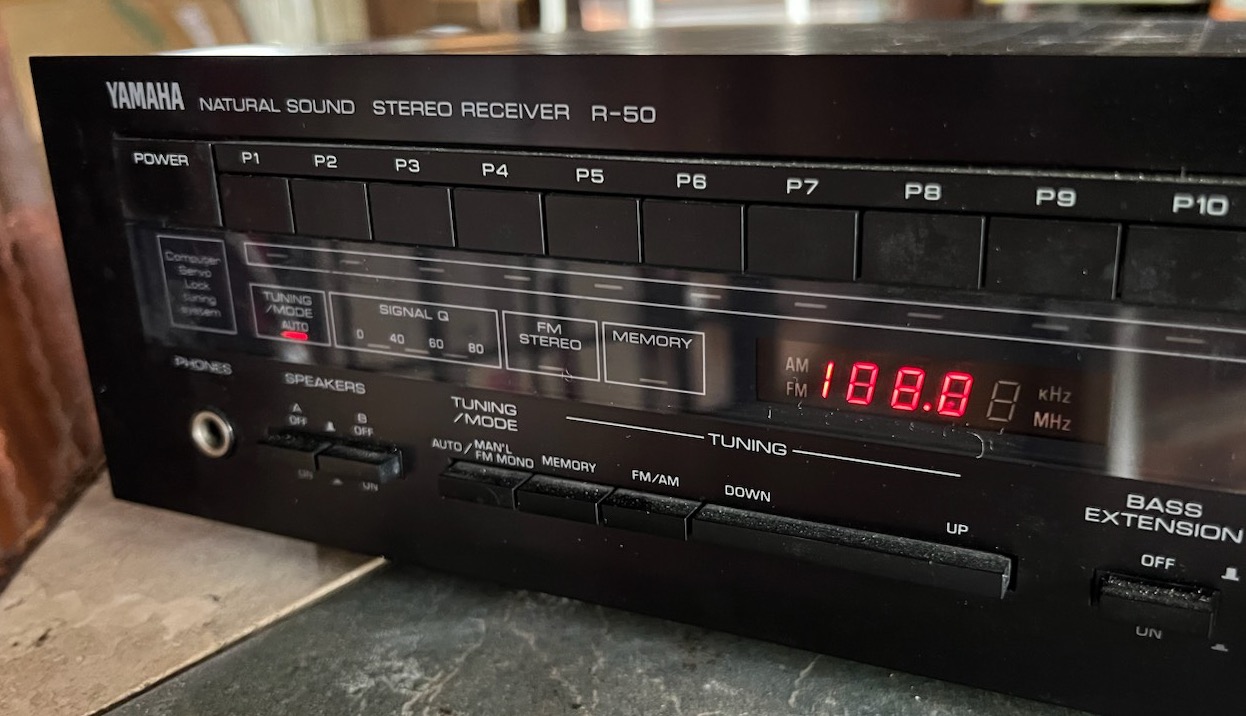 YAMAHA NATURAL SOUND STEREO RECEIVER R-50
POWER P1 P2 P3 P4 P5 P6 P7 P8 P9 P10
Computer
Servo
Lock
tuning
system
TUNING
/MODE
AUTO
SIGNAL Q
0 40 60 80
FM
STEREO
MEMORY
AM
FM
188.8
kHz
MHz
PHONES
SPEAKERS
A
OFF
ON
B
OFF
ON
TUNING
/MODE
AUTO/MAN'L
FM MONO
MEMORY
FM/AM
TUNING
DOWN
UP
BASS
EXTENSION
OFF
ON